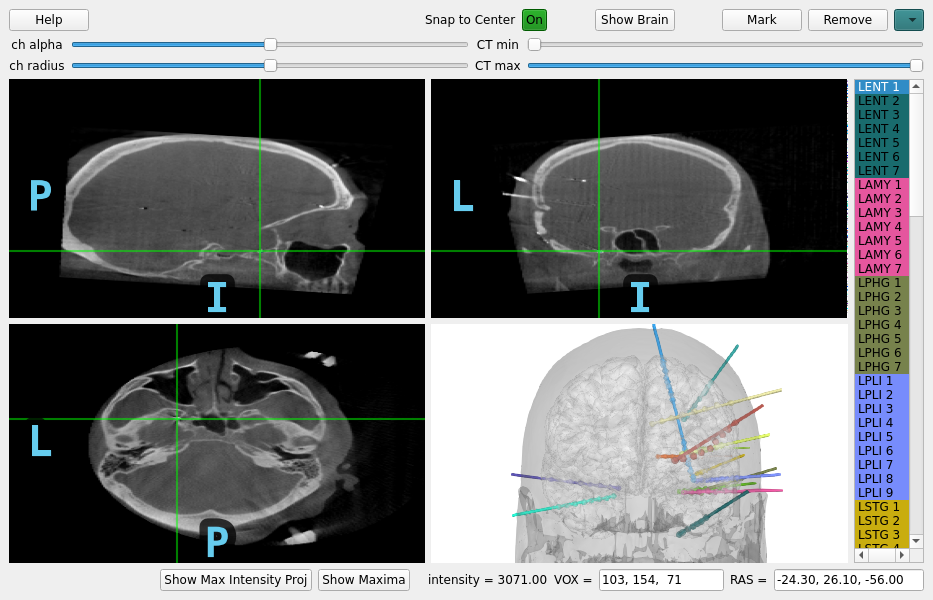 Help
Snap to Center On
Show Brain
Mark
Remove
ch alpha
CT min
ch radius
CT max
P
I
L
I
L
P
LENT 1
LENT 2
LENT 3
LENT 4
LENT 5
LENT 6
LENT 7
LAMY 1
LAMY 2
LAMY 3
LAMY 4
LAMY 5
LAMY 6
LAMY 7
LPHG 1
LPHG 2
LPHG 3
LPHG 4
LPHG 5
LPHG 6
LPHG 7
LPLI 1
LPLI 2
LPLI 3
LPLI 4
LPLI 5
LPLI 6
LPLI 7
LPLI 8
LPLI 9
LSTG 1
LSTG 2
LSTG 3
LSTG 4
Show Max Intensity Proj
Show Maxima
intensity = 3071.00
VOX = 103, 154, 71
RAS = -24.30, 26.10, -56.00